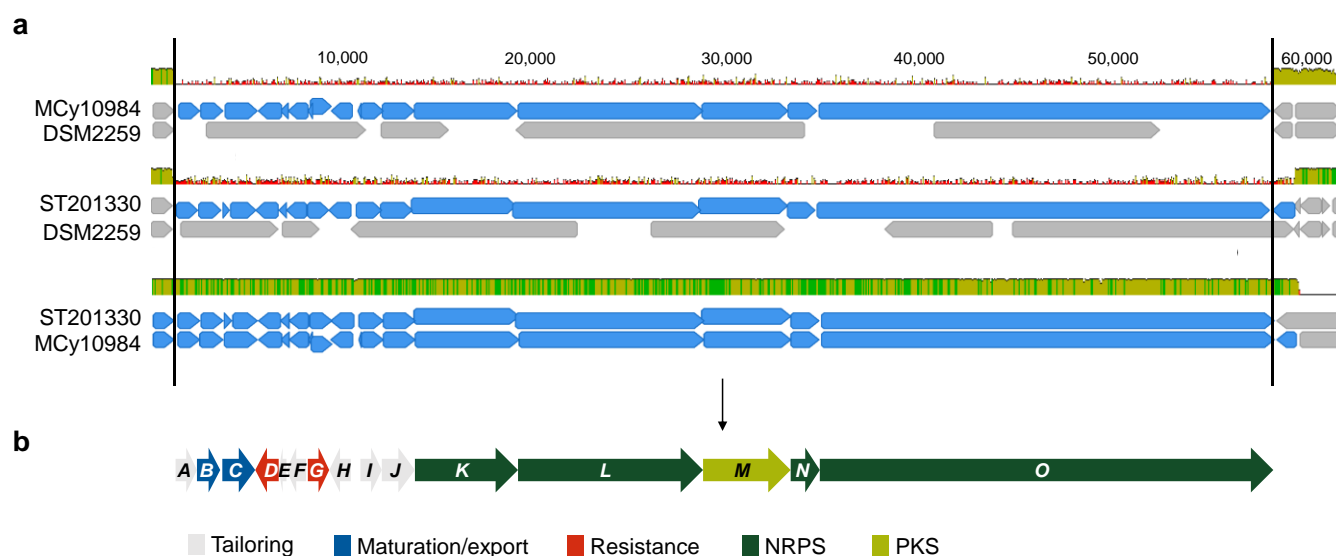 a
10,000 20,000 30,000 40,000 50,000 60,000
MCy10984
DSM2259
ST201330
DSM2259
ST201330
MCy10984
b
A B C D E F G H I J K L M N O
Tailoring Maturation/export Resistance NRPS PKS